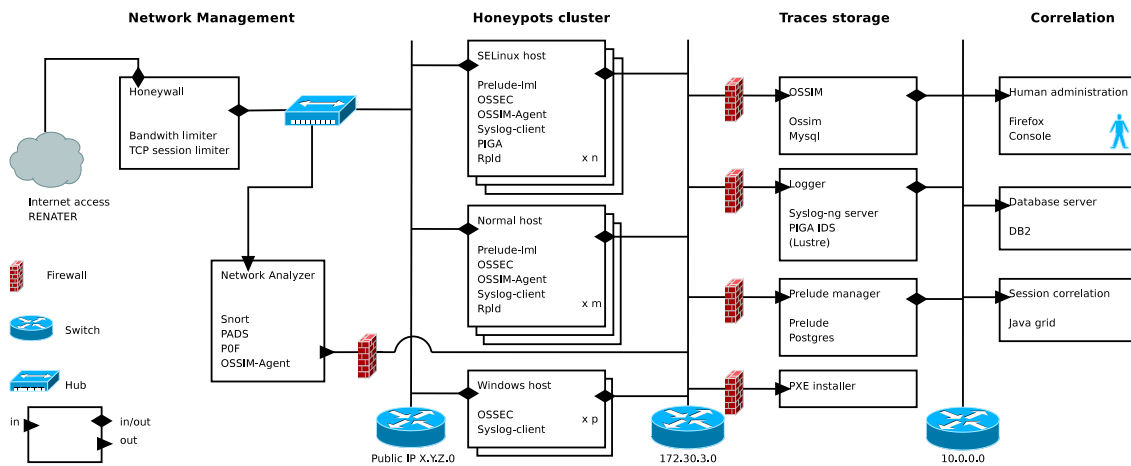 Network Management
Honeypots cluster
Traces storage
Correlation
Honeywall
Bandwith limiter
TCP session limiter
Internet access
RENATER
Firewall
Switch
Hub
in
in/out
out
Network Analyzer
Snort
PADS
P0F
OSSIM-Agent
SELinux host
Prelude-lml
OSSEC
OSSIM-Agent
Syslog-client
PIGA
Rpld
x n
Normal host
Prelude-lml
OSSEC
OSSIM-Agent
Syslog-client
Rpld
x m
Windows host
OSSEC
Syslog-client
x p
Public IP X.Y.Z.0
172.30.3.0
10.0.0.0
OSSIM
Ossim
Mysql
Logger
Syslog-ng server
PIGA IDS
(Lustre)
Prelude manager
Prelude
Postgres
PXE installer
Human administration
Firefox
Console
Database server
DB2
Session correlation
Java grid